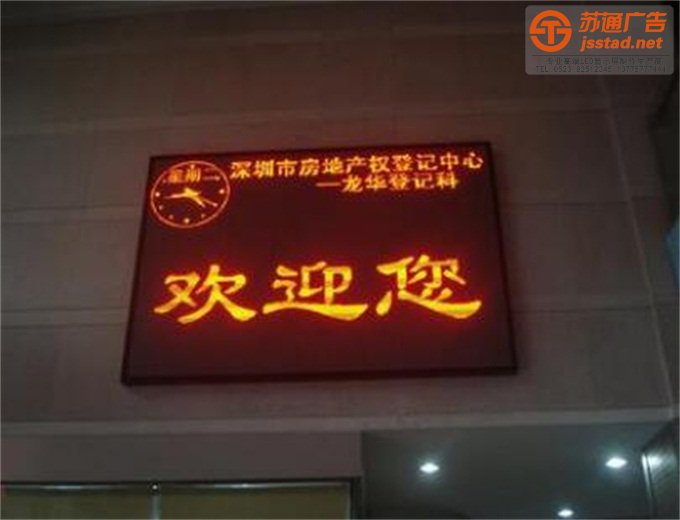 苏通广告
jsstad.net
星期二
深圳市房地产权登记中心
—龙华登记科
欢迎您